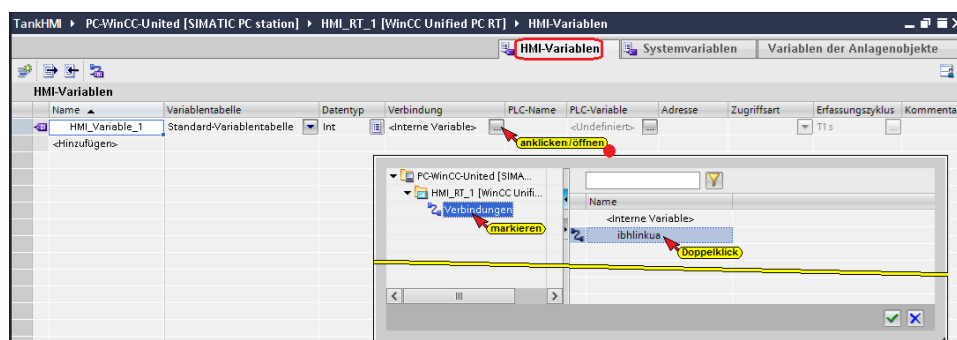 TankHMI ▸ PC-WinCC-United [SIMATIC PC station] ▸ HMI_RT_1 [WinCC Unified PC RT] ▸ HMI-Variablen
HMI-Variablen Systemvariablen Variablen der Anlagenobjekte
HMI-Variablen
Name Variablentabelle Datentyp Verbindung PLC-Name PLC-Variable Adresse Zugriffsart Erfassungszyklus Kommenta
HMI_Variable_1 Standard-Variablentabelle Int <Interne Variable> ... <Undefiniert> ... T1s ...
<Hinzufügen> anklicken/öffnen
PC-WinCC-United [SIMA...
HMI_RT_1 [WinCC Unifi...
Verbindungen
markieren
Name
<Interne Variable>
ibhlinkua
Doppelklick